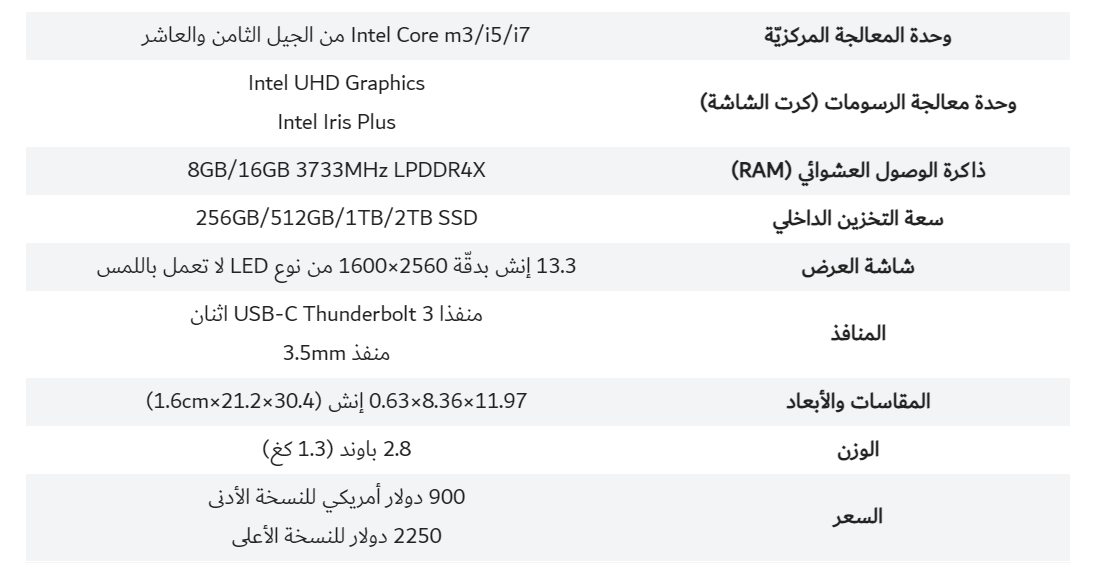 وحدة المعالجة المركزيّة
Intel Core m3/i5/i7 من الجيل الثامن والعاشر
وحدة معالجة الرسومات (كرت الشاشة)
Intel UHD Graphics
Intel Iris Plus
ذاكرة الوصول العشوائي (RAM)
8GB/16GB 3733MHz LPDDR4X
سعة التخزين الداخلي
256GB/512GB/1TB/2TB SSD
شاشة العرض
13.3 إنش بدقّة 2560×1600 من نوع LED لا تعمل باللمس
المنافذ
منفذا USB-C Thunderbolt 3 اثنان
منفذ 3.5mm
المقاسات والأبعاد
11.97×8.36×0.63 إنش (30.4×21.2×1.6cm)
الوزن
2.8 باوند (1.3 كغ)
السعر
900 دولار أمريكي للنسخة الأدنى
2250 دولار للنسخة الأعلى